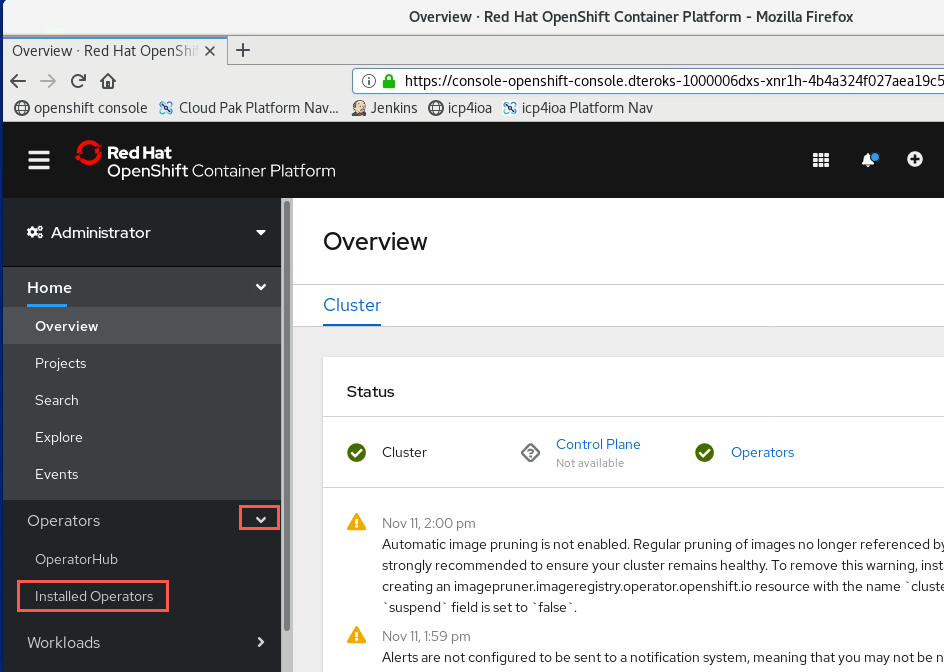 Overview · Red Hat OpenShift Container Platform - Mozilla Firefox
Overview · Red Hat OpenShi
https://console-openshift-console.dteroks-1000006dxs-xnr1h-4b4a324f027aea19c5
openshift console Cloud Pak Platform Nav... Jenkins icp4ioa icp4ioa Platform Nav
Red Hat
OpenShift Container Platform
Administrator
Home
Overview
Projects
Search
Explore
Events
Operators
OperatorHub
Installed Operators
Workloads
Overview
Cluster
Status
Cluster
Control Plane
Not available
Operators
Nov 11, 2:00 pm
Automatic image pruning is not enabled. Regular pruning of images no longer referenced by
strongly recommended to ensure your cluster remains healthy. To remove this warning, inst
creating an imagepruner.imageregistry.operator.openshift.io resource with the name `cluste
`suspend` field is set to `false`.
Nov 11, 1:59 pm
Alerts are not configured to be sent to a notification system, meaning that you may not be n